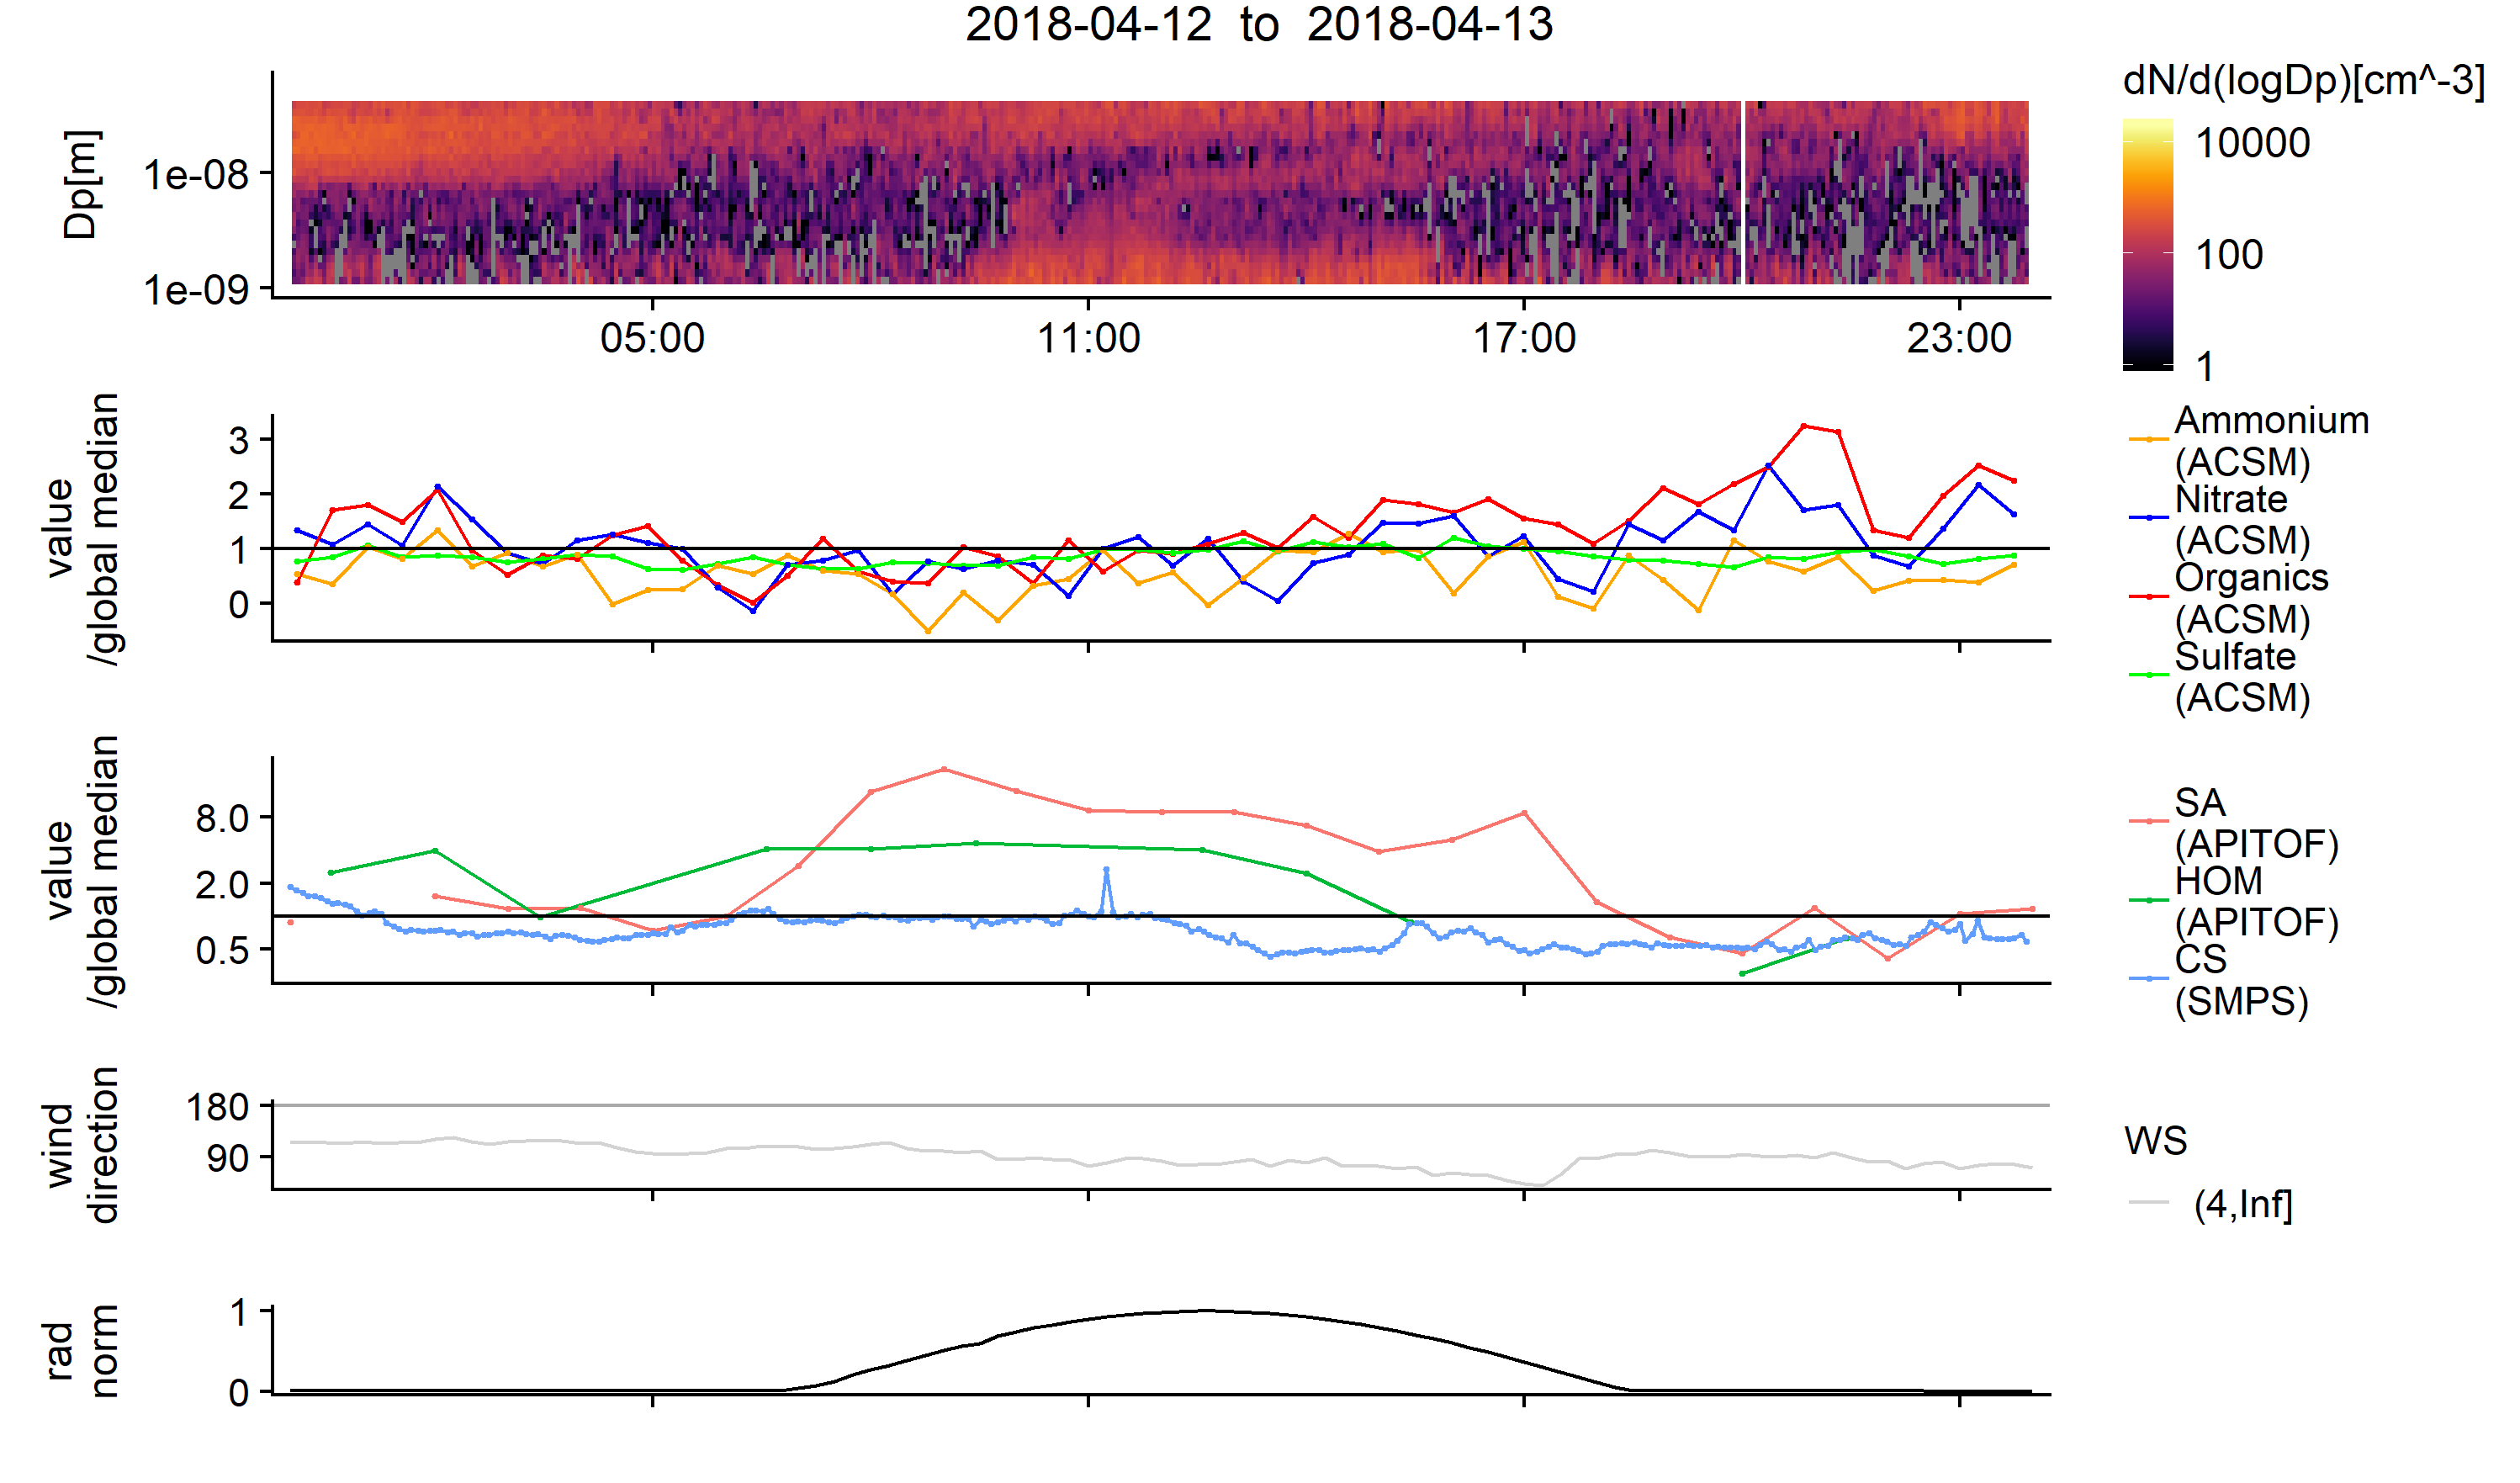 2018-04-12 to 2018-04-13
Dp[m]
1e-08
1e-09
05:00
11:00
17:00
23:00
dN/d(logDp)[cm^-3]
10000
100
1
value
/global median
3
2
1
0
Ammonium
(ACSM)
Nitrate
(ACSM)
Organics
(ACSM)
Sulfate
(ACSM)
value
/global median
8.0
2.0
0.5
SA
(APITOF)
HOM
(APITOF)
CS
(SMPS)
wind
direction
180
90
WS
(4,Inf]
rad
norm
1
0